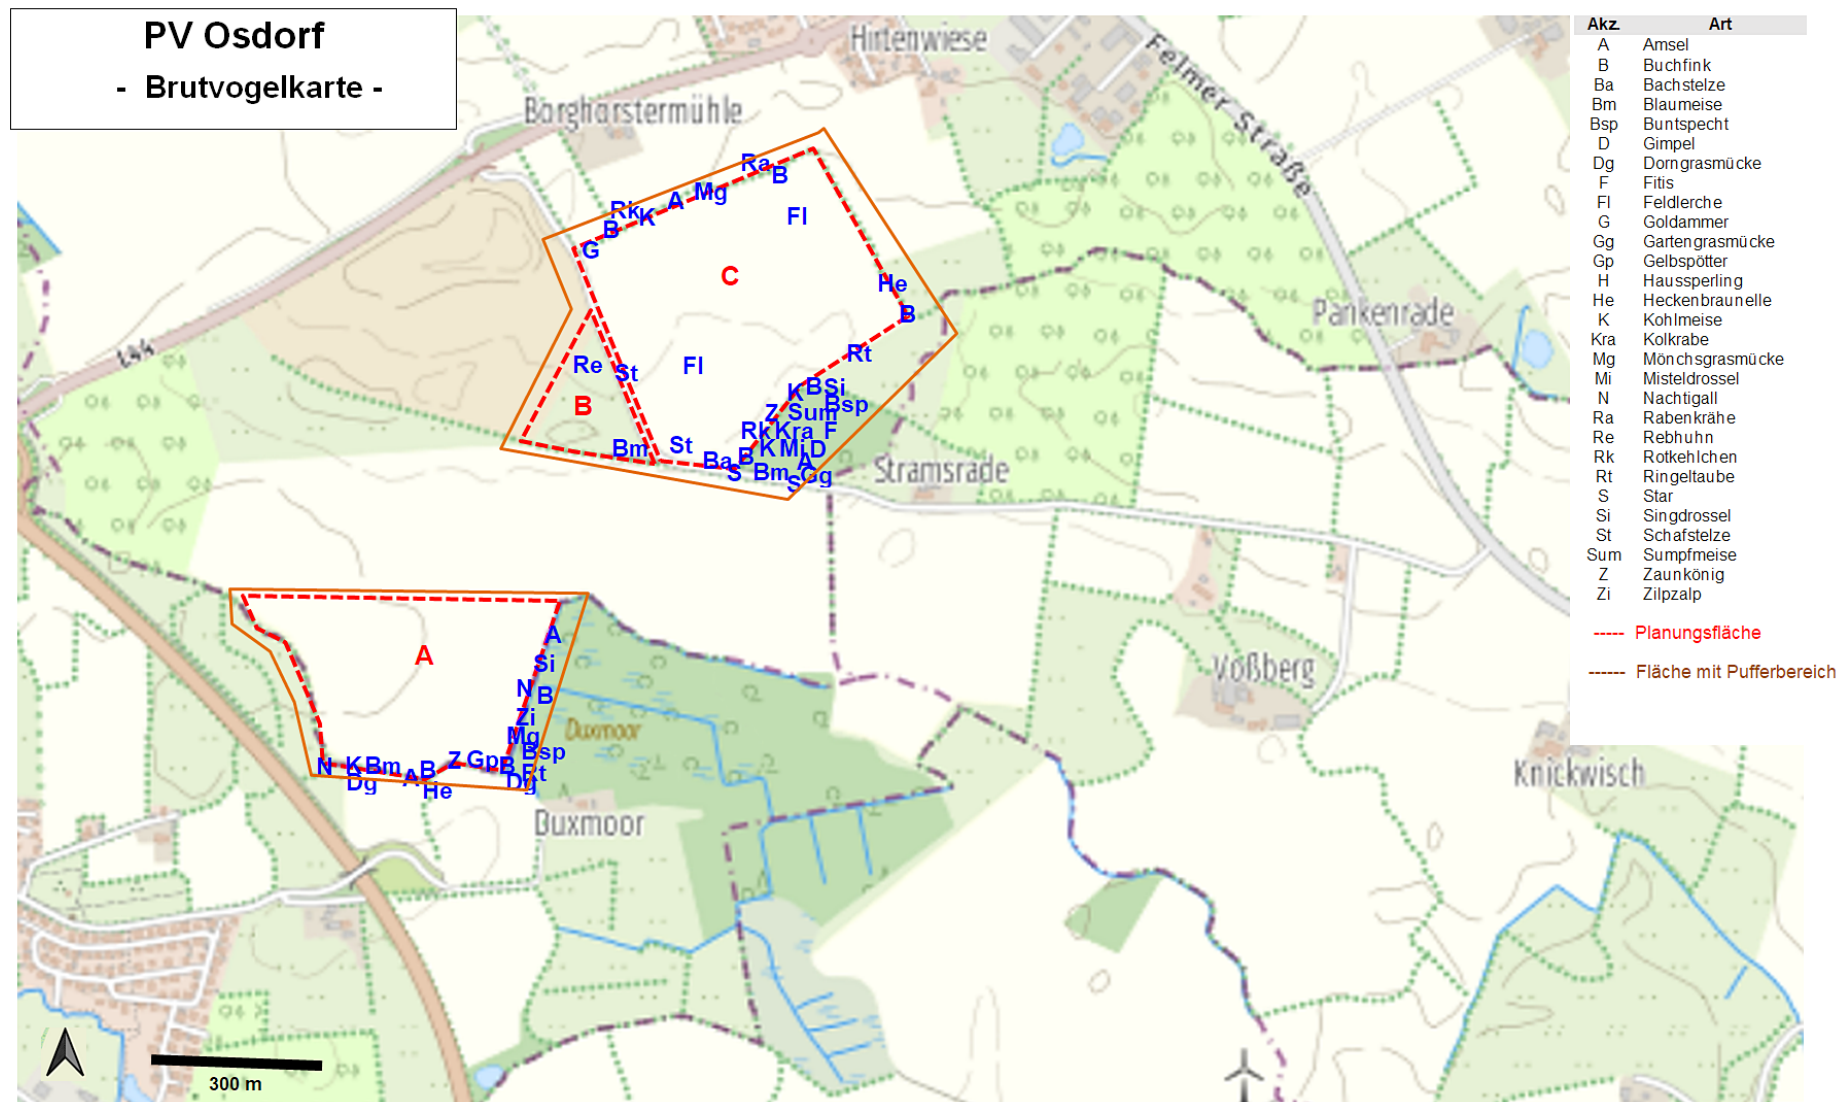 PV Osdorf
- Brutvogelkarte -
Hirtenwiese
Felmer Straße
Borghorstermühle
Ra
B
Mg
A
Rk
K
B
G
Fl
C
He
B
Pankenrade
L44
Rt
Re
St
Fl
B
K B Si
Bsp
Z Sum
Rk Kra F
St
Bm
Ba B K Mi D
A
S Bm Gg
S
Stramsrade
A
A
Si
N B
Zi
Mg
Bsp
Duxmoor
Voßberg
N K Bm A B Z Gp B Rt
Dg He Dg
Buxmoor
Knickwisch
300 m
Akz. Art
A Amsel
B Buchfink
Ba Bachstelze
Bm Blaumeise
Bsp Buntspecht
D Gimpel
Dg Dorngrasmücke
F Fitis
Fl Feldlerche
G Goldammer
Gg Gartengrasmücke
Gp Gelbspötter
H Haussperling
He Heckenbraunelle
K Kohlmeise
Kra Kolkrabe
Mg Mönchsgrasmücke
Mi Misteldrossel
N Nachtigall
Ra Rabenkrähe
Re Rebhuhn
Rk Rotkehlchen
Rt Ringeltaube
S Star
Si Singdrossel
St Schafstelze
Sum Sumpfmeise
Z Zaunkönig
Zi Zilpzalp
----- Planungsfläche
------ Fläche mit Pufferbereich